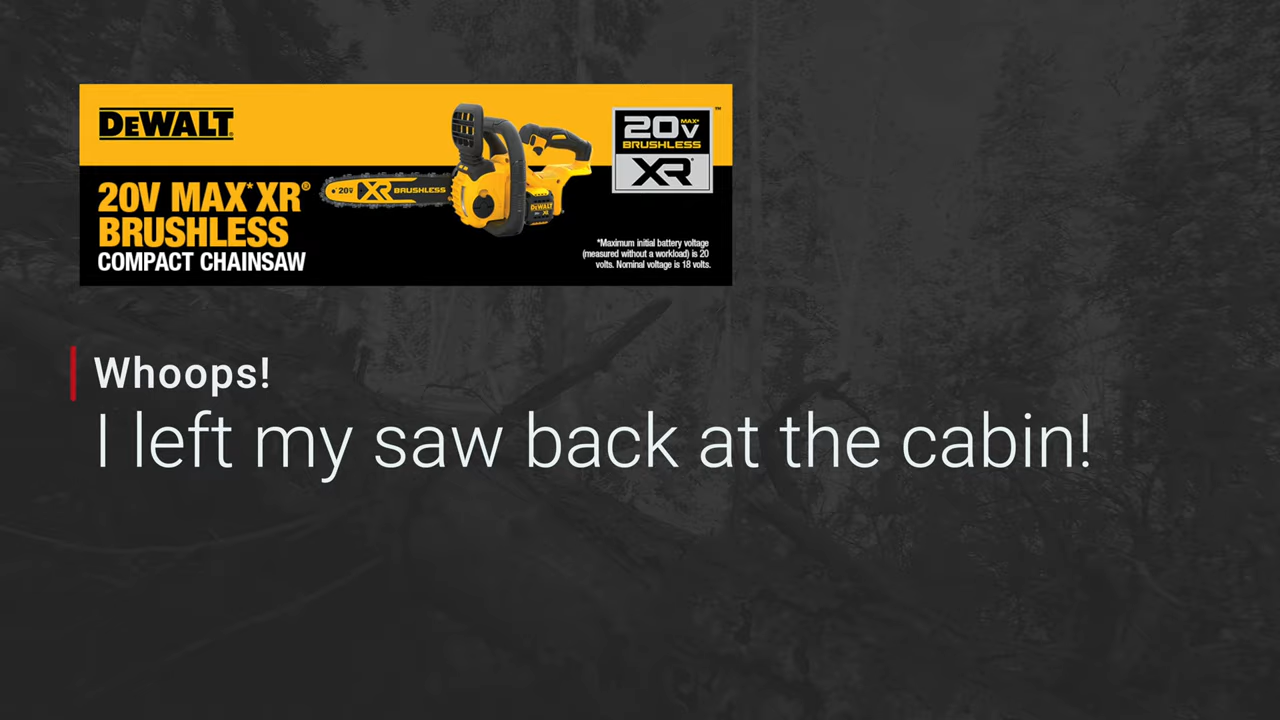 DEWALT®
20V MAX* XR®
BRUSHLESS
COMPACT CHAINSAW
20V XR BRUSHLESS
DEWALT
XR
20V MAX* ™
BRUSHLESS
XR®
*Maximum initial battery voltage
(measured without a workload) is 20
volts. Nominal voltage is 18 volts.
Whoops!
I left my saw back at the cabin!